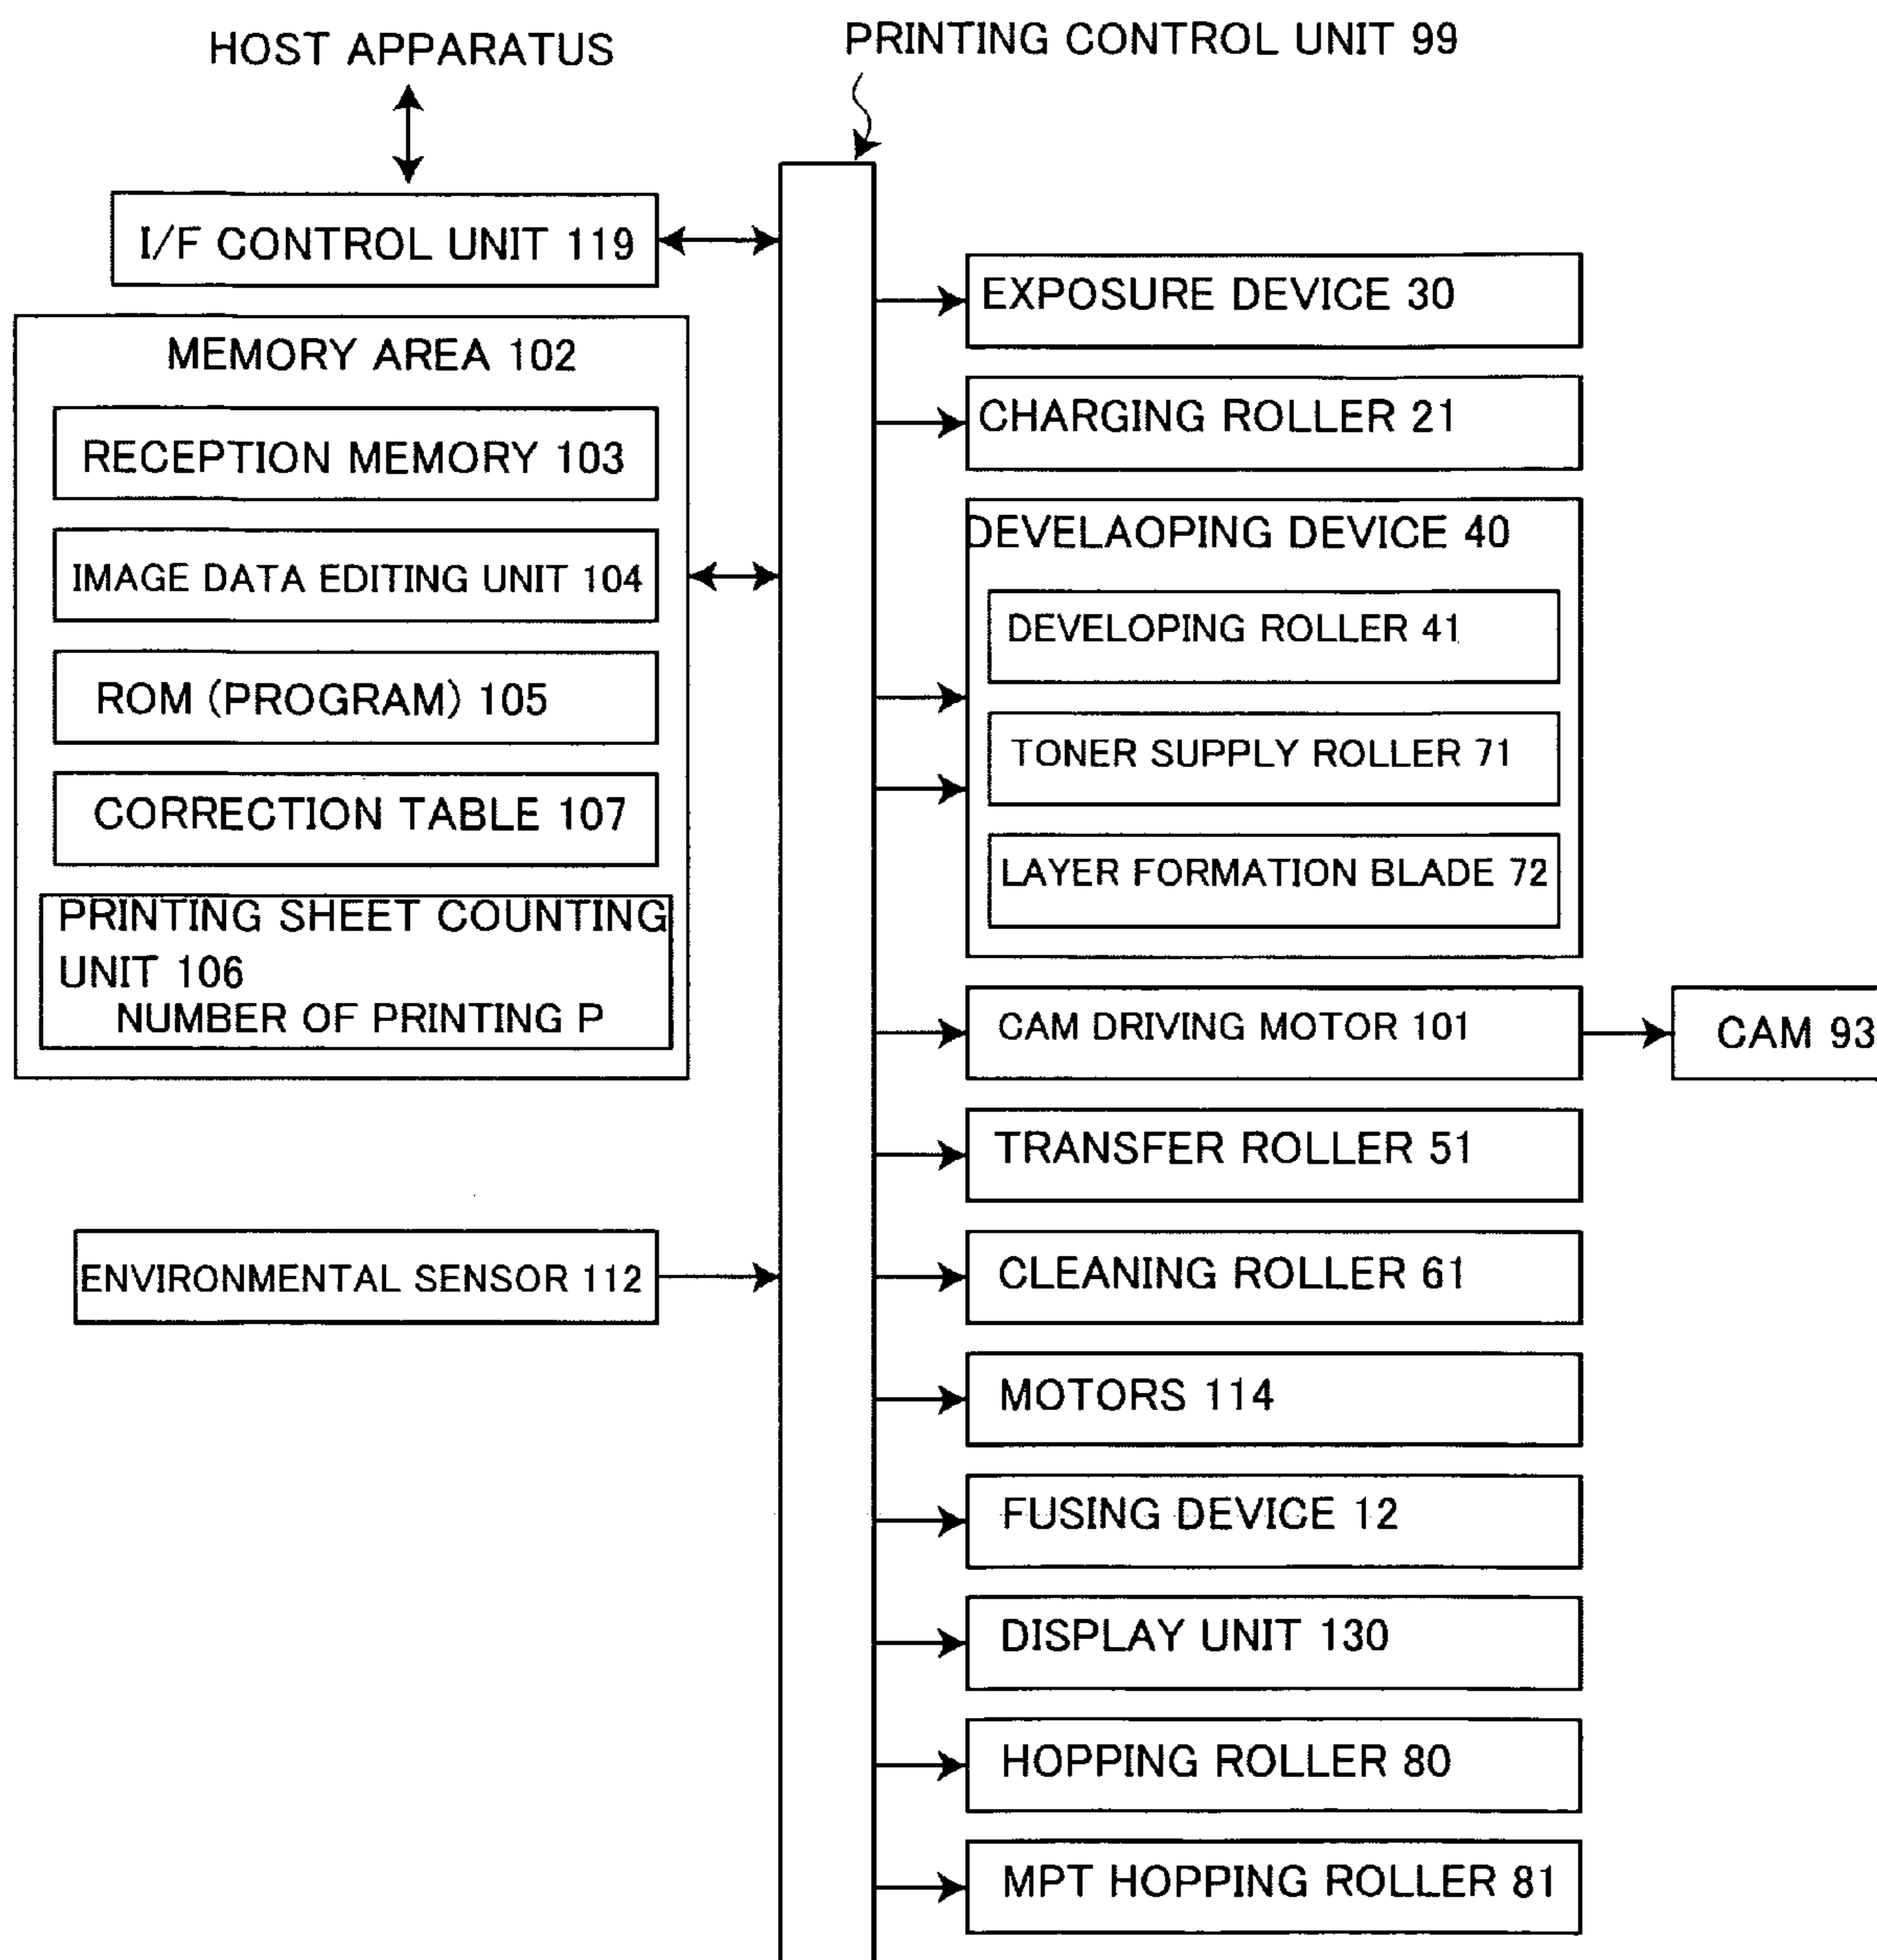 HOST APPARATUS
PRINTING CONTROL UNIT 99
I/F CONTROL UNIT 119
MEMORY AREA 102
RECEPTION MEMORY 103
IMAGE DATA EDITING UNIT 104
ROM (PROGRAM) 105
CORRECTION TABLE 107
PRINTING SHEET COUNTING
UNIT 106
NUMBER OF PRINTING P
ENVIRONMENTAL SENSOR 112
EXPOSURE DEVICE 30
CHARGING ROLLER 21
DEVELAOPING DEVICE 40
DEVELOPING ROLLER 41
TONER SUPPLY ROLLER 71
LAYER FORMATION BLADE 72
CAM DRIVING MOTOR 101
CAM 93
TRANSFER ROLLER 51
CLEANING ROLLER 61
MOTORS 114
FUSING DEVICE 12
DISPLAY UNIT 130
HOPPING ROLLER 80
MPT HOPPING ROLLER 81